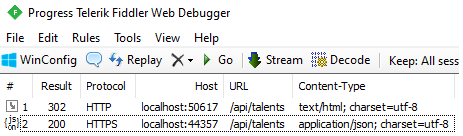 Progress Telerik Fiddler Web Debugger
File Edit Rules Tools View Help
WinConfig Replay Go Stream Decode Keep: All sess
# Result Protocol Host URL Content-Type
1 302 HTTP localhost:50617 /api/talents text/html; charset=utf-8
{js on} 2 200 HTTPS localhost:44357 /api/talents application/json; charset=utf-8